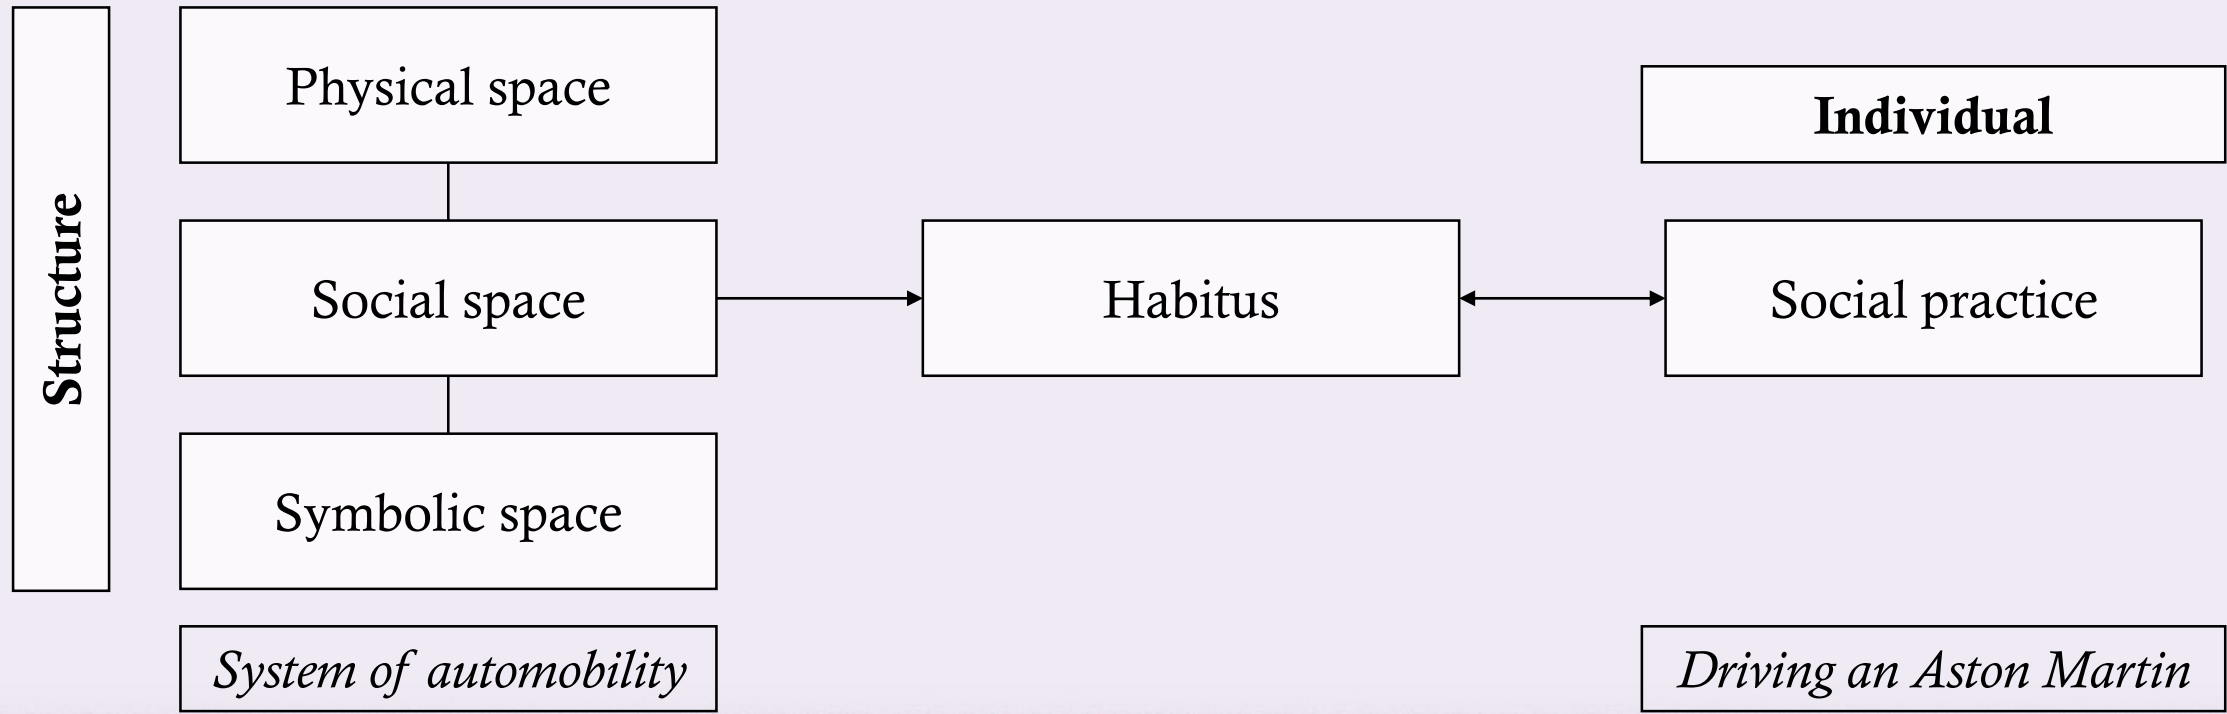 Structure
Physical space
Individual
Social space
Habitus
Social practice
Symbolic space
System of automobility
Driving an Aston Martin